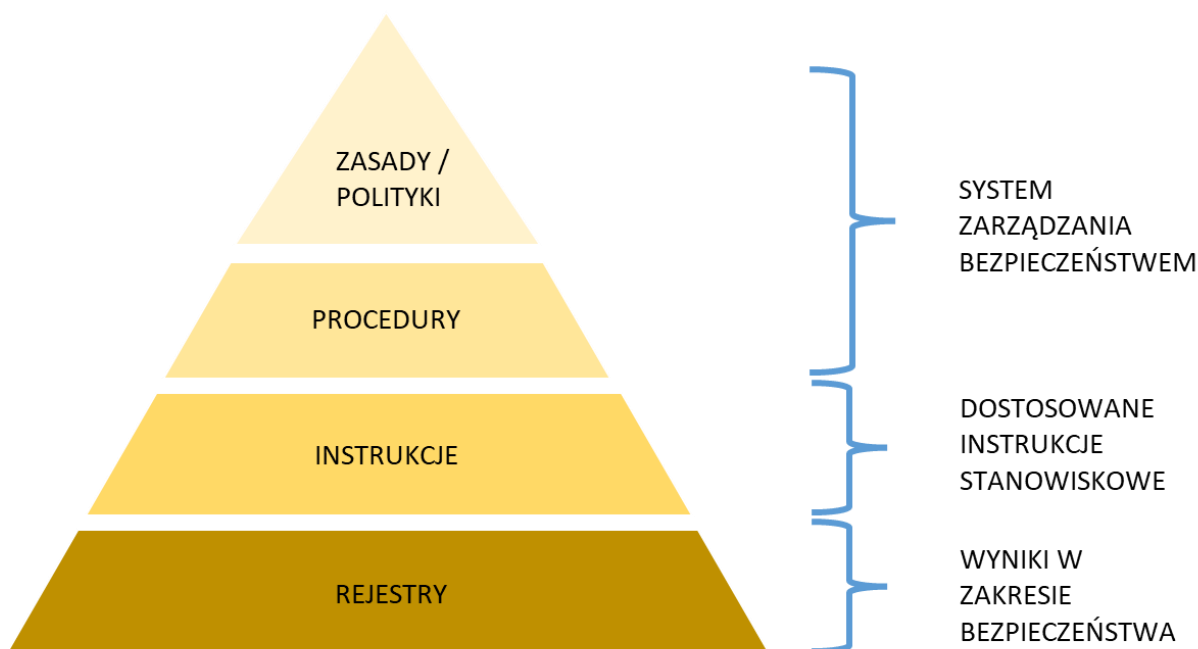 ZASADY /
POLITYKI
PROCEDURY
INSTRUKCJE
REJESTRY
SYSTEM
ZARZĄDZANIA
BEZPIECZEŃSTWEM
DOSTOSOWANE
INSTRUKCJE
STANOWISKOWE
WYNIKI W
ZAKRESIE
BEZPIECZEŃSTWA